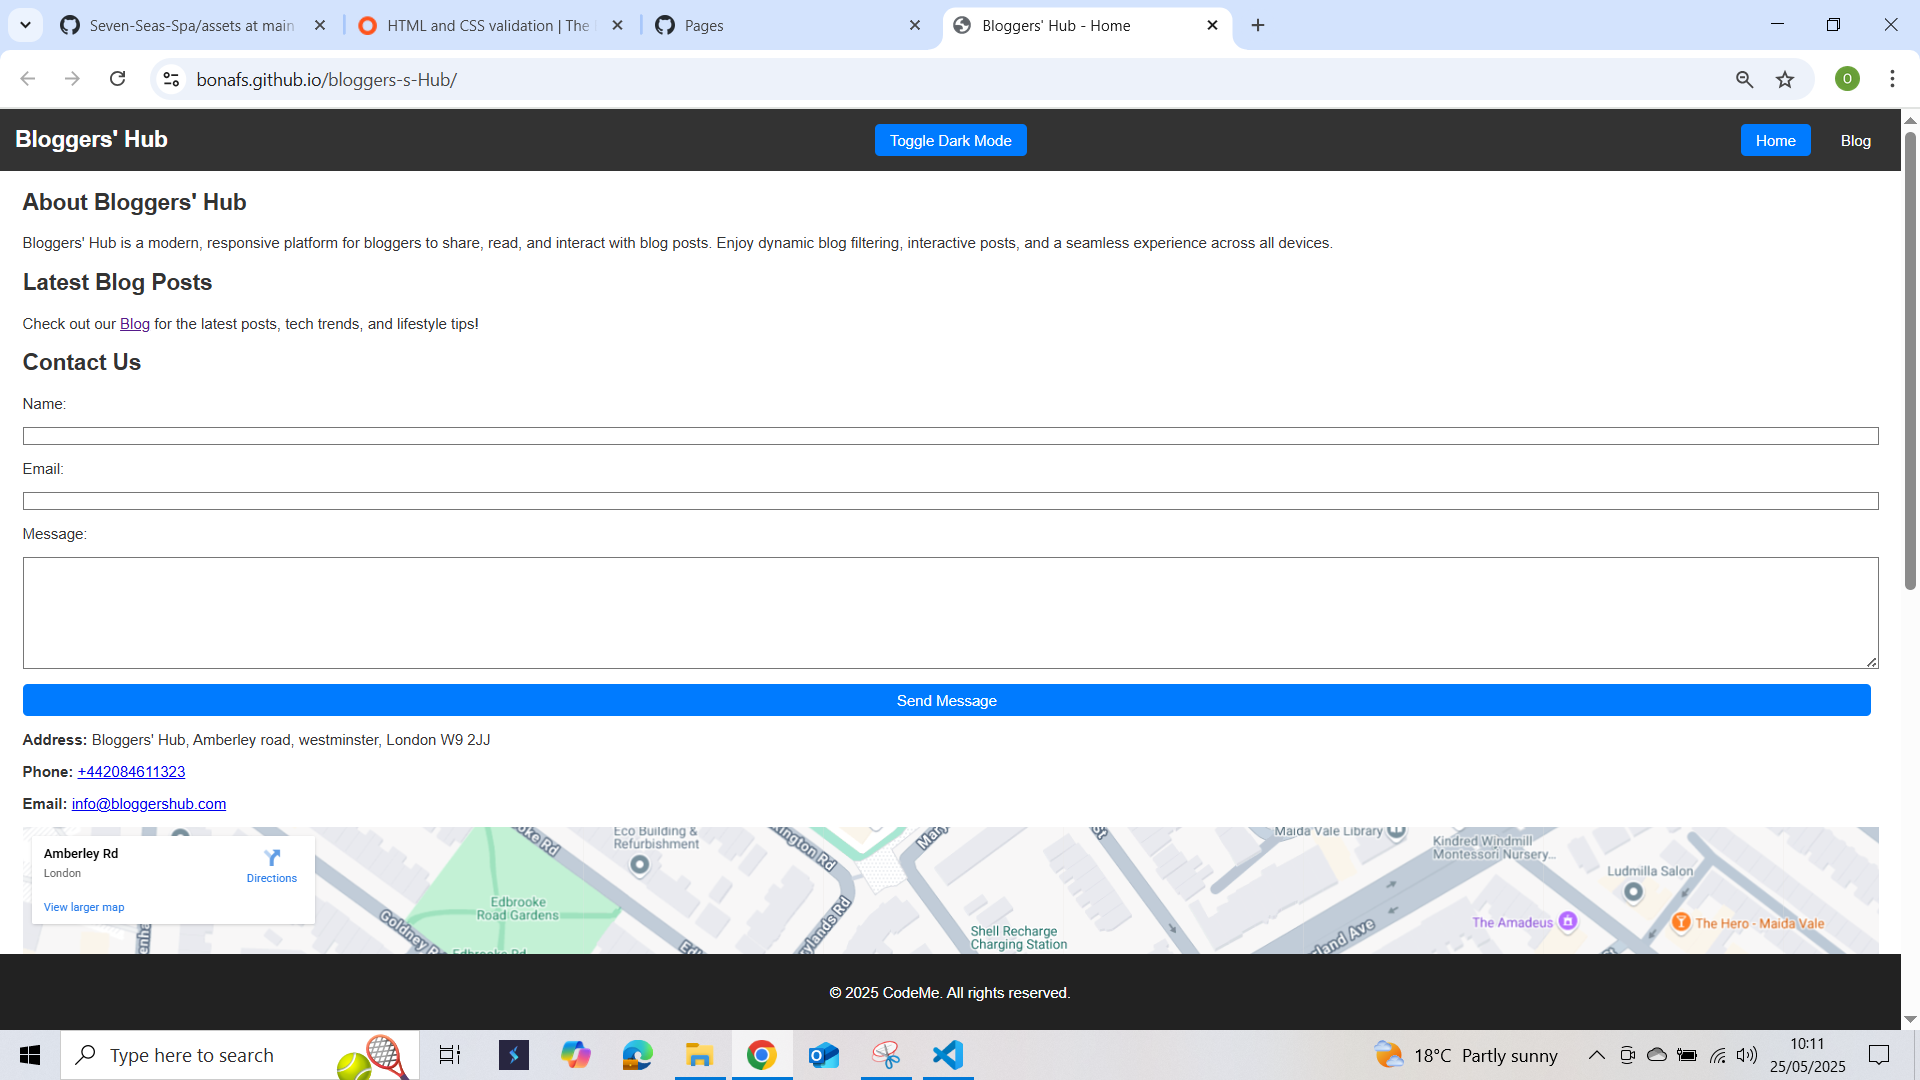 Seven-Seas-Spa/assets at main
HTML and CSS validation | The
Pages
Bloggers' Hub - Home
bonafs.github.io/bloggers-s-Hub/
O
Bloggers' Hub
Toggle Dark Mode
Home
Blog
About Bloggers' Hub
Bloggers' Hub is a modern, responsive platform for bloggers to share, read, and interact with blog posts. Enjoy dynamic blog filtering, interactive posts, and a seamless experience across all devices.
Latest Blog Posts
Check out our Blog for the latest posts, tech trends, and lifestyle tips!
Contact Us
Name:
Email:
Message:
Send Message
Address: Bloggers' Hub, Amberley road, westminster, London W9 2JJ
Phone: +442084611323
Email: info@bloggershub.com
Amberley Rd
London
Directions
View larger map
Eco Building &
Refurbishment
Maida Vale Library
Kindred Windmill
Montessori Nursery...
Ludmilla Salon
Edbrooke
Road Gardens
Goldney R
Shell Recharge
Charging Station
The Amadeus
The Hero - Maida Vale
© 2025 CodeMe. All rights reserved.
Type here to search
18°C Partly sunny
10:11
25/05/2025